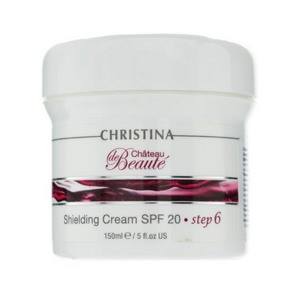 CHRISTINA
Château
de Beauté
Shielding Cream SPF 20 • step 6
150ml e / 5 fl.oz US